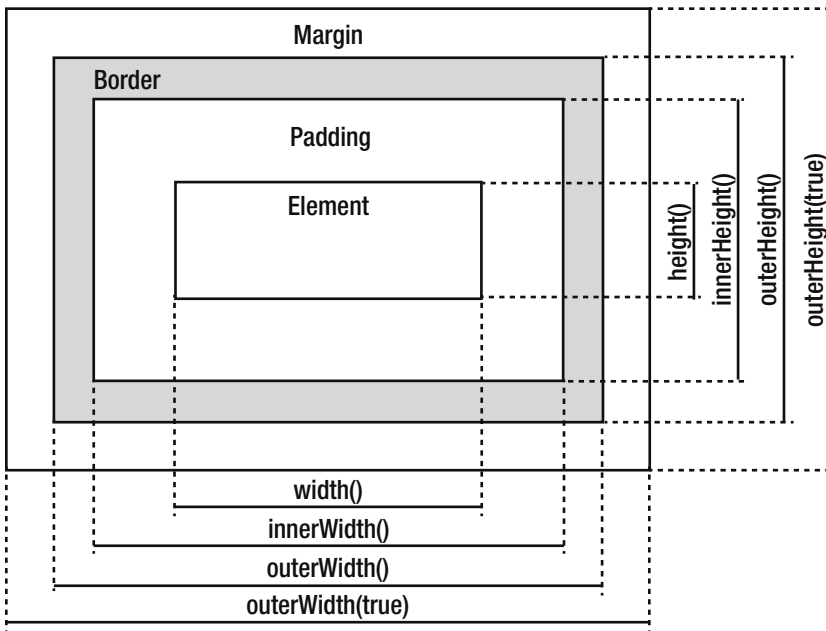 Margin
Border
Padding
Element
height()
innerHeight()
outerHeight()
outerHeight(true)
width()
innerWidth()
outerWidth()
outerWidth(true)